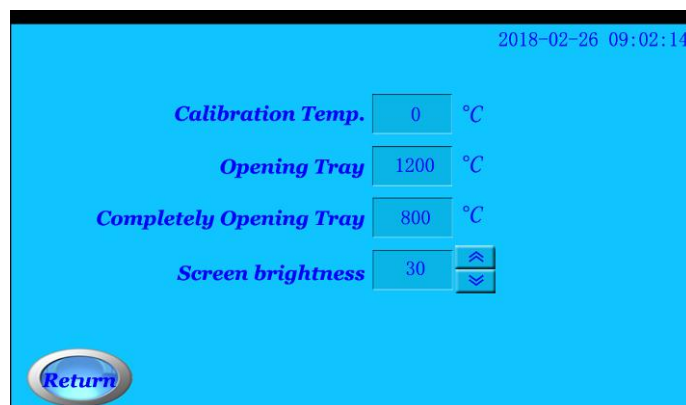 2018-02-26 09:02:14
Calibration Temp. 0 °C
Opening Tray 1200 °C
Completely Opening Tray 800 °C
Screen brightness 30
Return